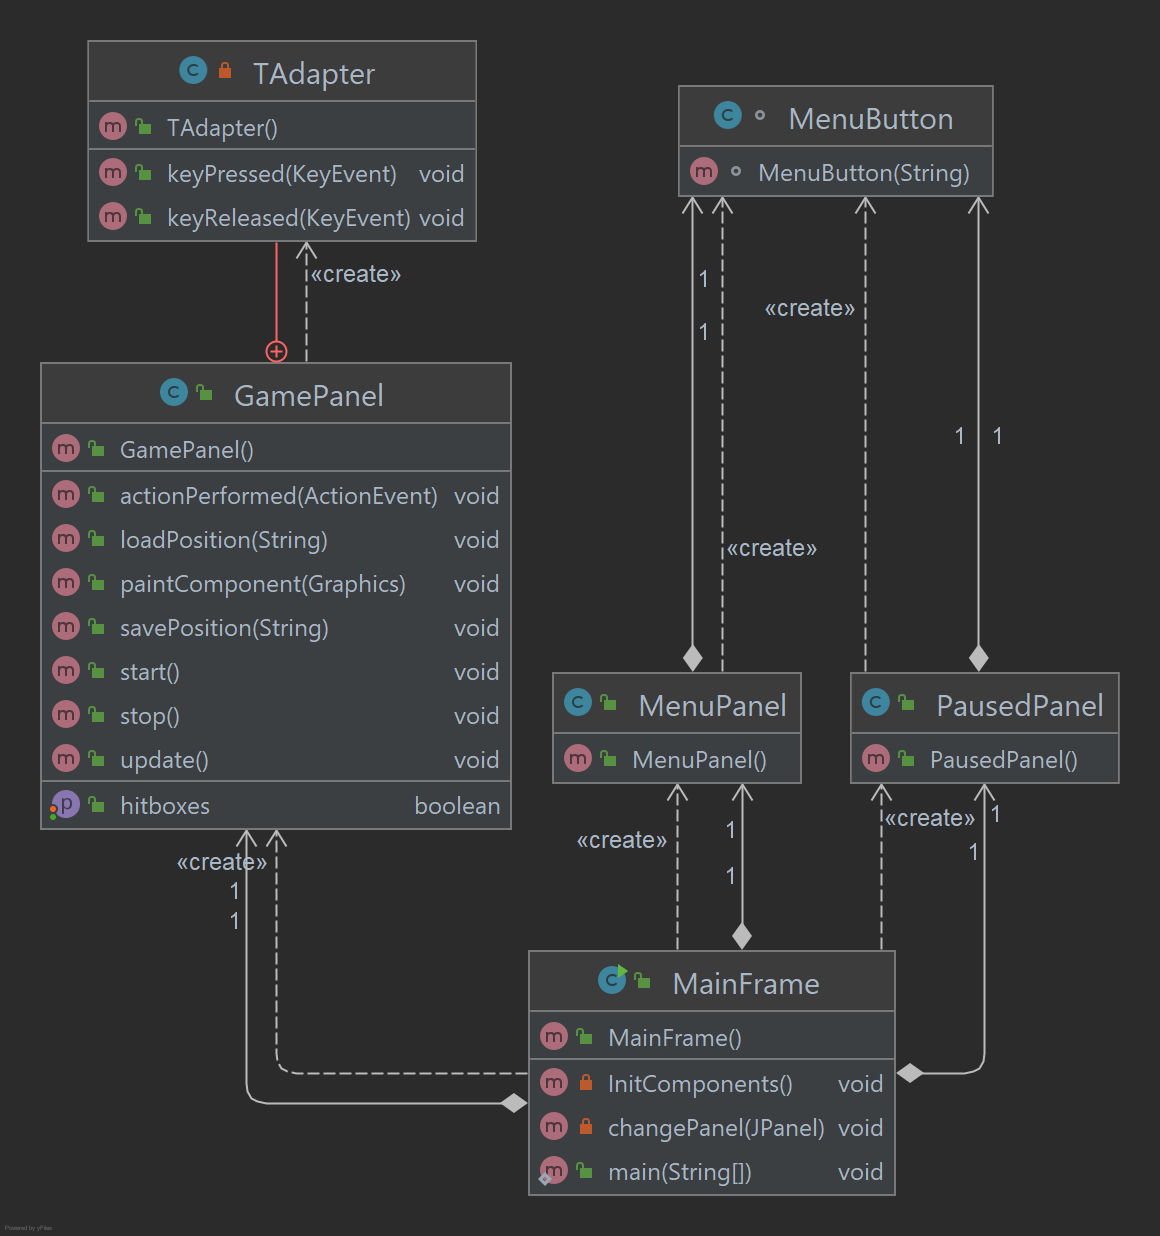 TAdapter
TAdapter()
keyPressed(KeyEvent) void
keyReleased(KeyEvent) void
«create»
MenuButton
MenuButton(String)
1
1
«create»
1 1
«create»
GamePanel
GamePanel()
actionPerformed(ActionEvent) void
loadPosition(String) void
paintComponent(Graphics) void
savePosition(String) void
start() void
stop() void
update() void
hitboxes boolean
MenuPanel
MenuPanel()
PausedPanel
PausedPanel()
«create»
1
1
«create»
1
1
«create»
1
1
MainFrame
MainFrame()
InitComponents() void
changePanel(JPanel) void
main(String[]) void
Powered by yFiles